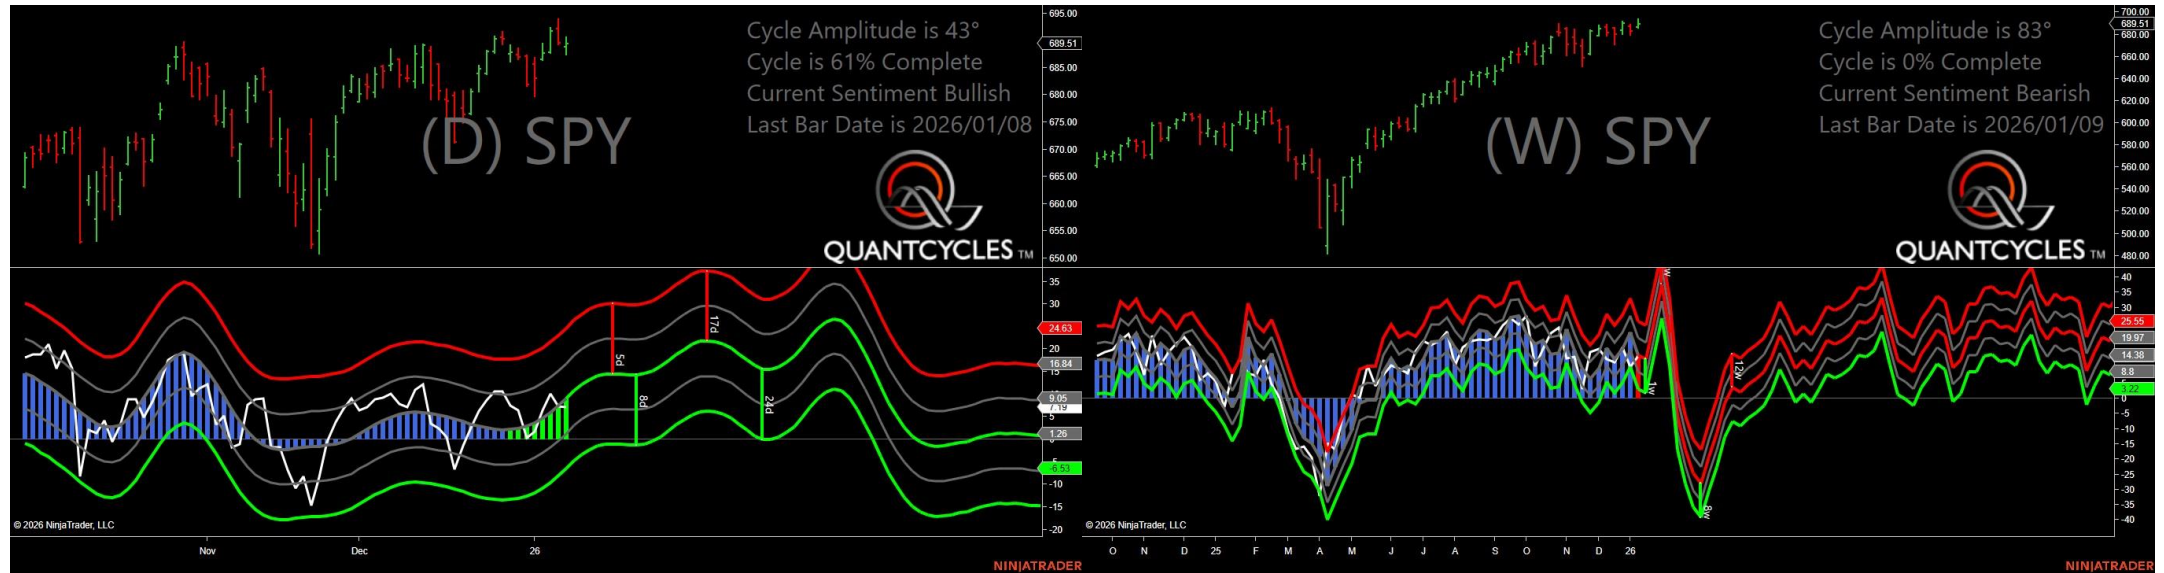 Cycle Amplitude is 43°
Cycle is 61% Complete
Current Sentiment Bullish
Last Bar Date is 2026/01/08
(D) SPY
QUANTCYCLES TM
695.00
689.51
685.00
680.00
675.00
670.00
665.00
660.00
655.00
650.00
35
30
24.63
20
16.84
15
9.05
7.19
5
1.26
-6.53
-10
-15
-20
5d
8d
17d
24d
© 2026 NinjaTrader, LLC
Nov Dec 26
NINJATRADER
Cycle Amplitude is 83°
Cycle is 0% Complete
Current Sentiment Bearish
Last Bar Date is 2026/01/09
(W) SPY
QUANTCYCLES TM
700.00
689.51
680.00
660.00
640.00
620.00
600.00
580.00
560.00
540.00
520.00
500.00
480.00
40
35
30
25.55
19.97
14.38
8.8
3.22
0
-5
-10
-15
-20
-25
-30
-35
-40
1w
8w
12w
© 2026 NinjaTrader, LLC
O N D 25 F M A M J J A S O N D 26
NINJATRADER